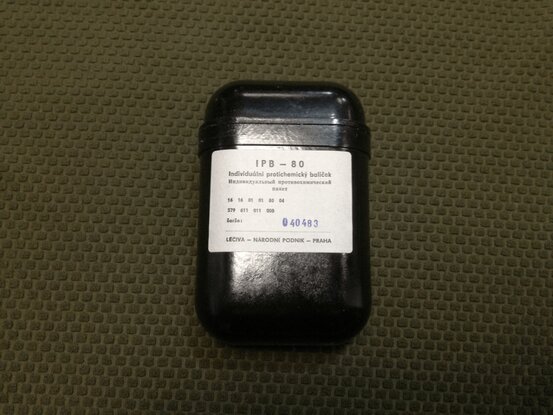 IPB – 80
Individuální protichemický balíček
Индивидуальный противохимический
пакет
16 16 01 01 80 04
579 611 011 008
šarže: 040483
LÉČIVA – NÁRODNÍ PODNIK – PRAHA